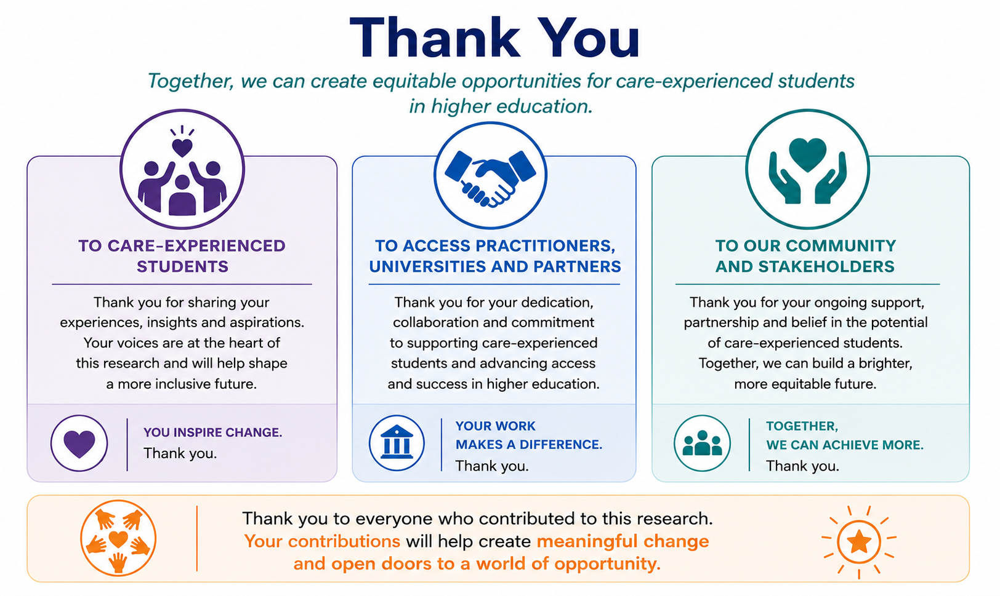 Thank You
Together, we can create equitable opportunities for care-experienced students
in higher education.
TO CARE-EXPERIENCED
STUDENTS
Thank you for sharing your
experiences, insights and aspirations.
Your voices are at the heart of
this research and will help shape
a more inclusive future.
YOU INSPIRE CHANGE.
Thank you.
TO ACCESS PRACTITIONERS,
UNIVERSITIES AND PARTNERS
Thank you for your dedication,
collaboration and commitment
to supporting care-experienced
students and advancing access
and success in higher education.
YOUR WORK
MAKES A DIFFERENCE.
Thank you.
TO OUR COMMUNITY
AND STAKEHOLDERS
Thank you for your ongoing support,
partnership and belief in the potential
of care-experienced students.
Together, we can build a brighter,
more equitable future.
TOGETHER,
WE CAN ACHIEVE MORE.
Thank you.
Thank you to everyone who contributed to this research.
Your contributions will help create meaningful change
and open doors to a world of opportunity.